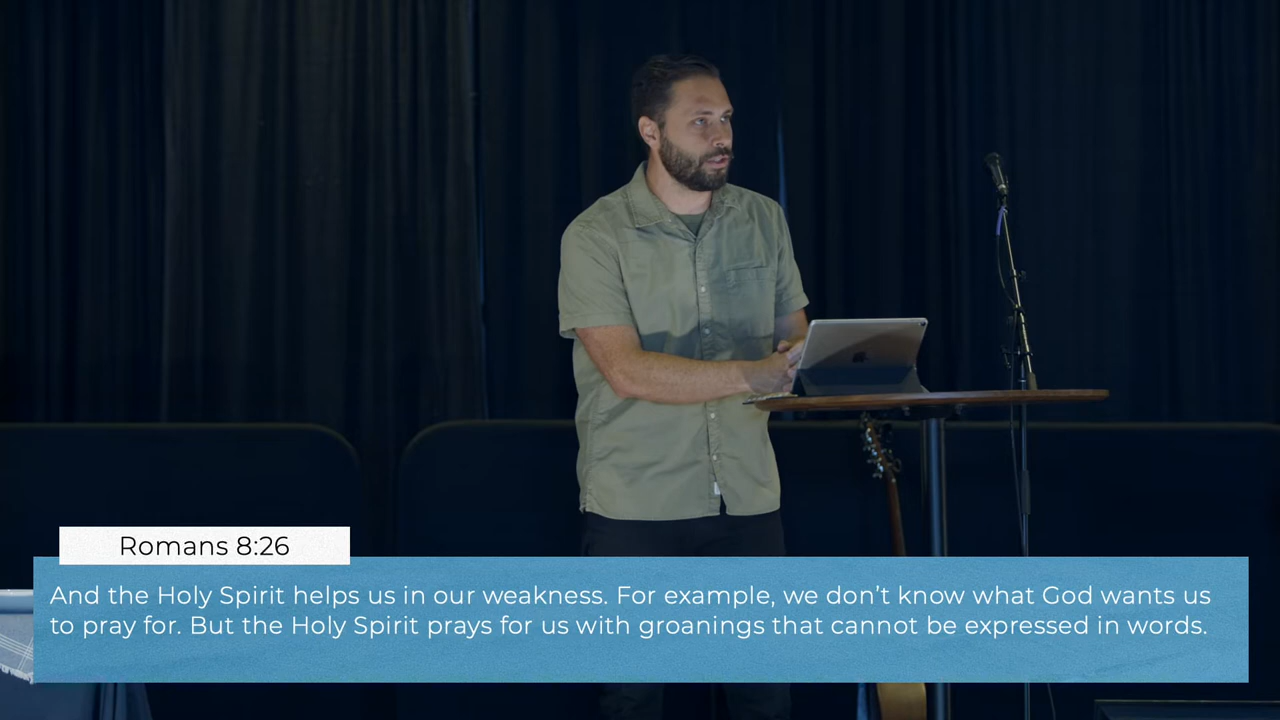 Romans 8:26
And the Holy Spirit helps us in our weakness. For example, we don’t know what God wants us
to pray for. But the Holy Spirit prays for us with groanings that cannot be expressed in words.